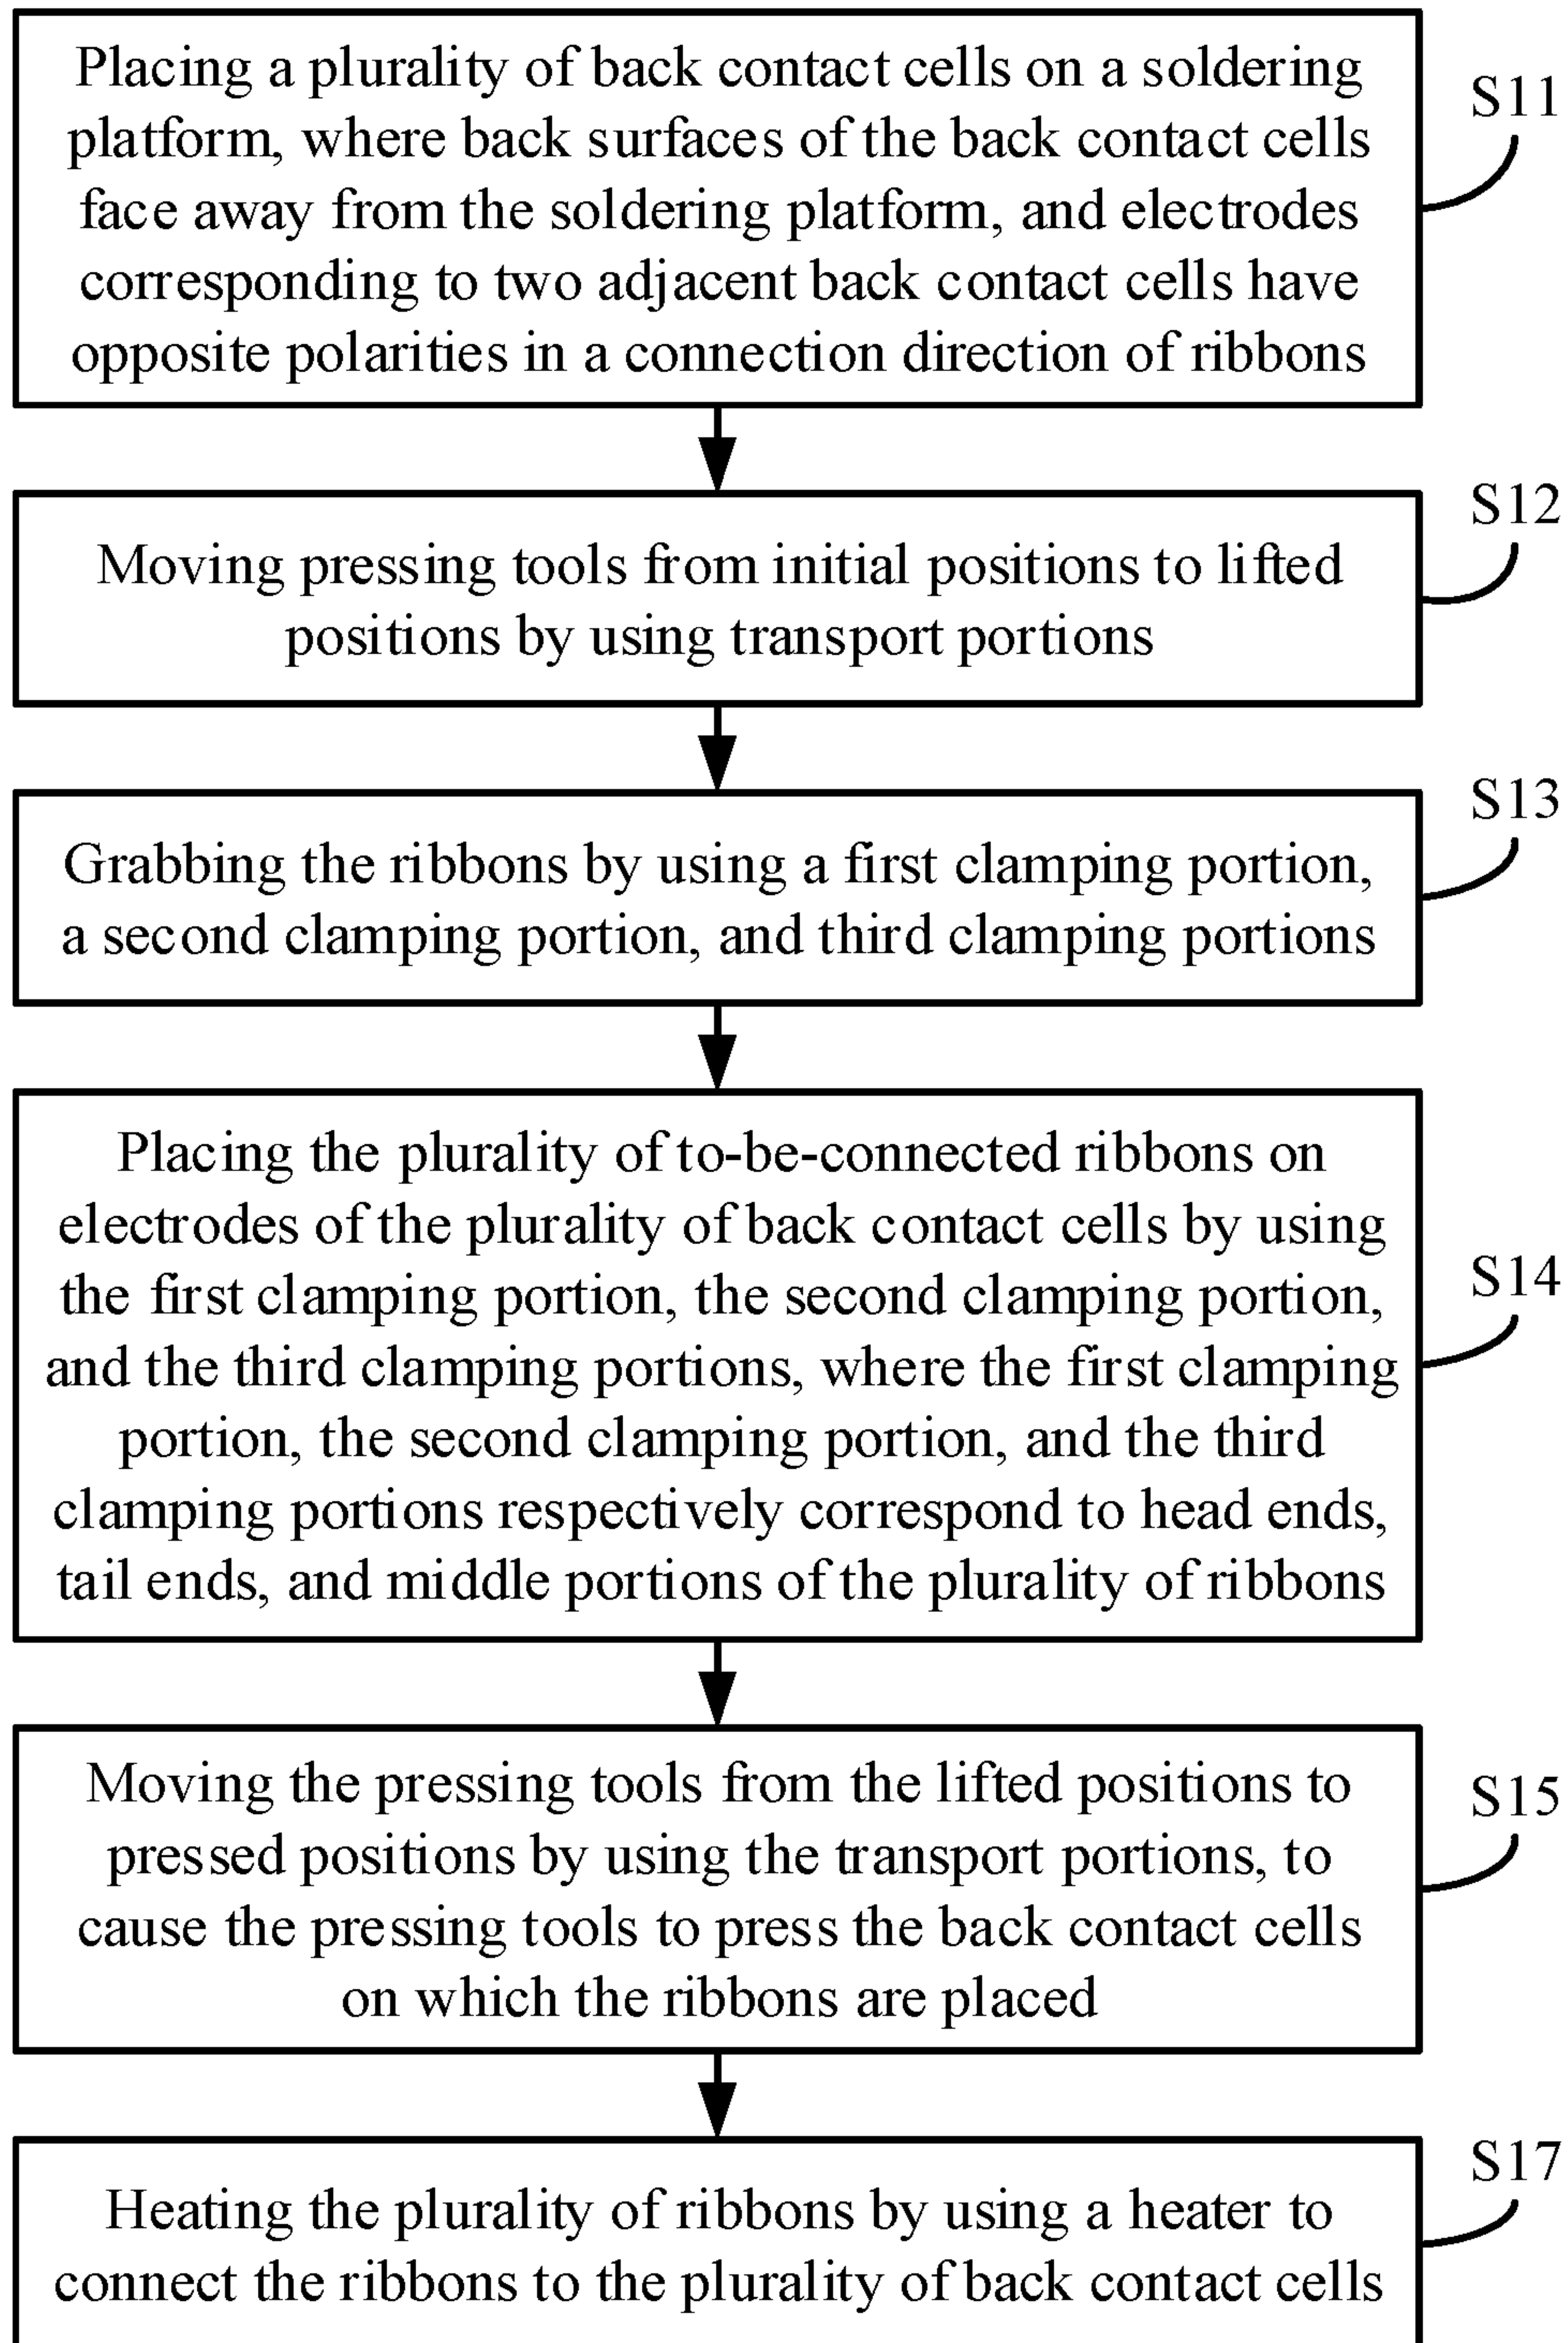 Placing a plurality of back contact cells on a soldering
platform, where back surfaces of the back contact cells
face away from the soldering platform, and electrodes
corresponding to two adjacent back contact cells have
opposite polarities in a connection direction of ribbons
S11
Moving pressing tools from initial positions to lifted
positions by using transport portions
S12
Grabbing the ribbons by using a first clamping portion,
a second clamping portion, and third clamping portions
S13
Placing the plurality of to-be-connected ribbons on
electrodes of the plurality of back contact cells by using
the first clamping portion, the second clamping portion,
and the third clamping portions, where the first clamping
portion, the second clamping portion, and the third
clamping portions respectively correspond to head ends,
tail ends, and middle portions of the plurality of ribbons
S14
Moving the pressing tools from the lifted positions to
pressed positions by using the transport portions, to
cause the pressing tools to press the back contact cells
on which the ribbons are placed
S15
Heating the plurality of ribbons by using a heater to
connect the ribbons to the plurality of back contact cells
S17